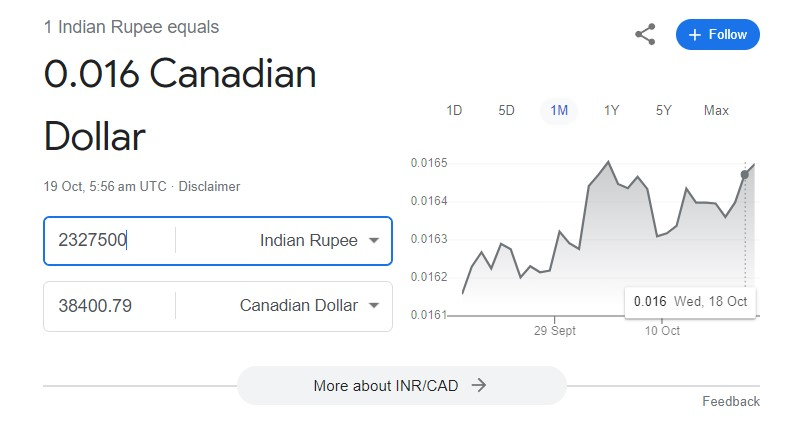 1 Indian Rupee equals
0.016 Canadian
Dollar
19 Oct, 5:56 am UTC · Disclaimer
2327500 Indian Rupee
38400.79 Canadian Dollar
+ Follow
1D 5D 1M 1Y 5Y Max
0.0165
0.0164
0.0163
0.0162
0.0161
0.016 Wed, 18 Oct
29 Sept 10 Oct
More about INR/CAD →
Feedback